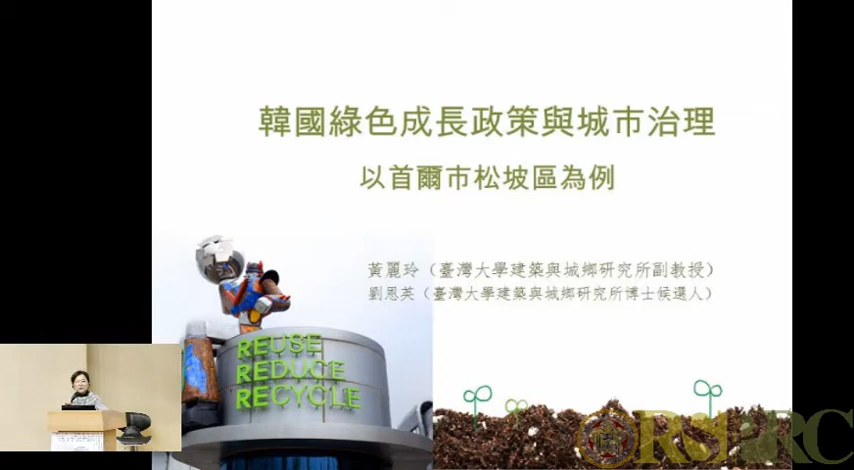 韓國綠色成長政策與城市治理
以首爾市松坡區為例
黃麗玲（臺灣大學建築與城鄉研究所副教授）
劉恩英（臺灣大學建築與城鄉研究所博士候選人）
REUSE
REDUCE
RECYCLE